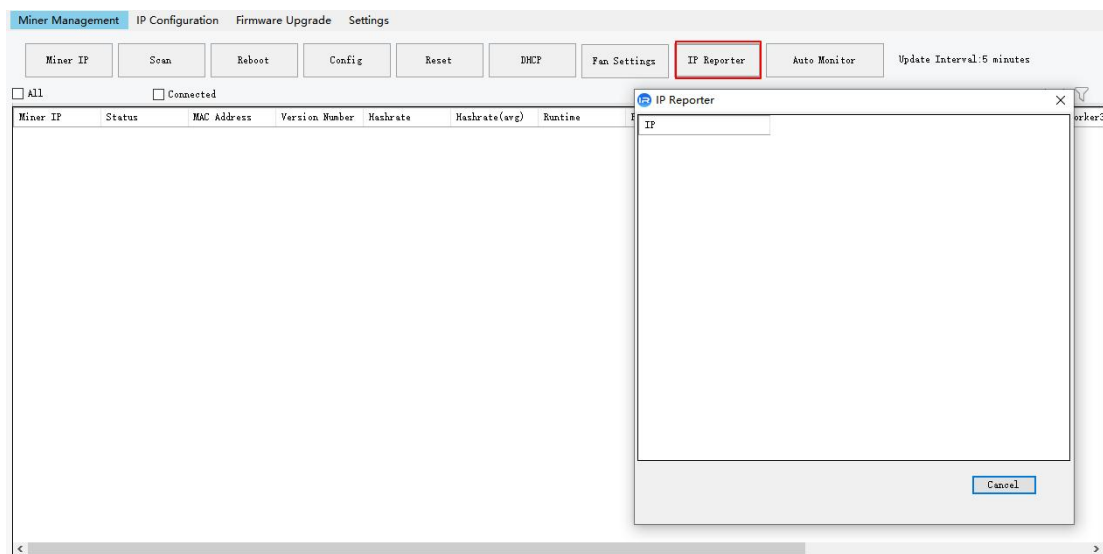 Miner Management IP Configuration Firmware Upgrade Settings
Miner IP Scan Reboot Config Reset DHCP Fan Settings IP Reporter Auto Monitor Update Interval:5 minutes
All Connected
IP Reporter
Miner IP Status MAC Address Version Number Hashrate Hashrate(avg) Runtime
IP
Cancel